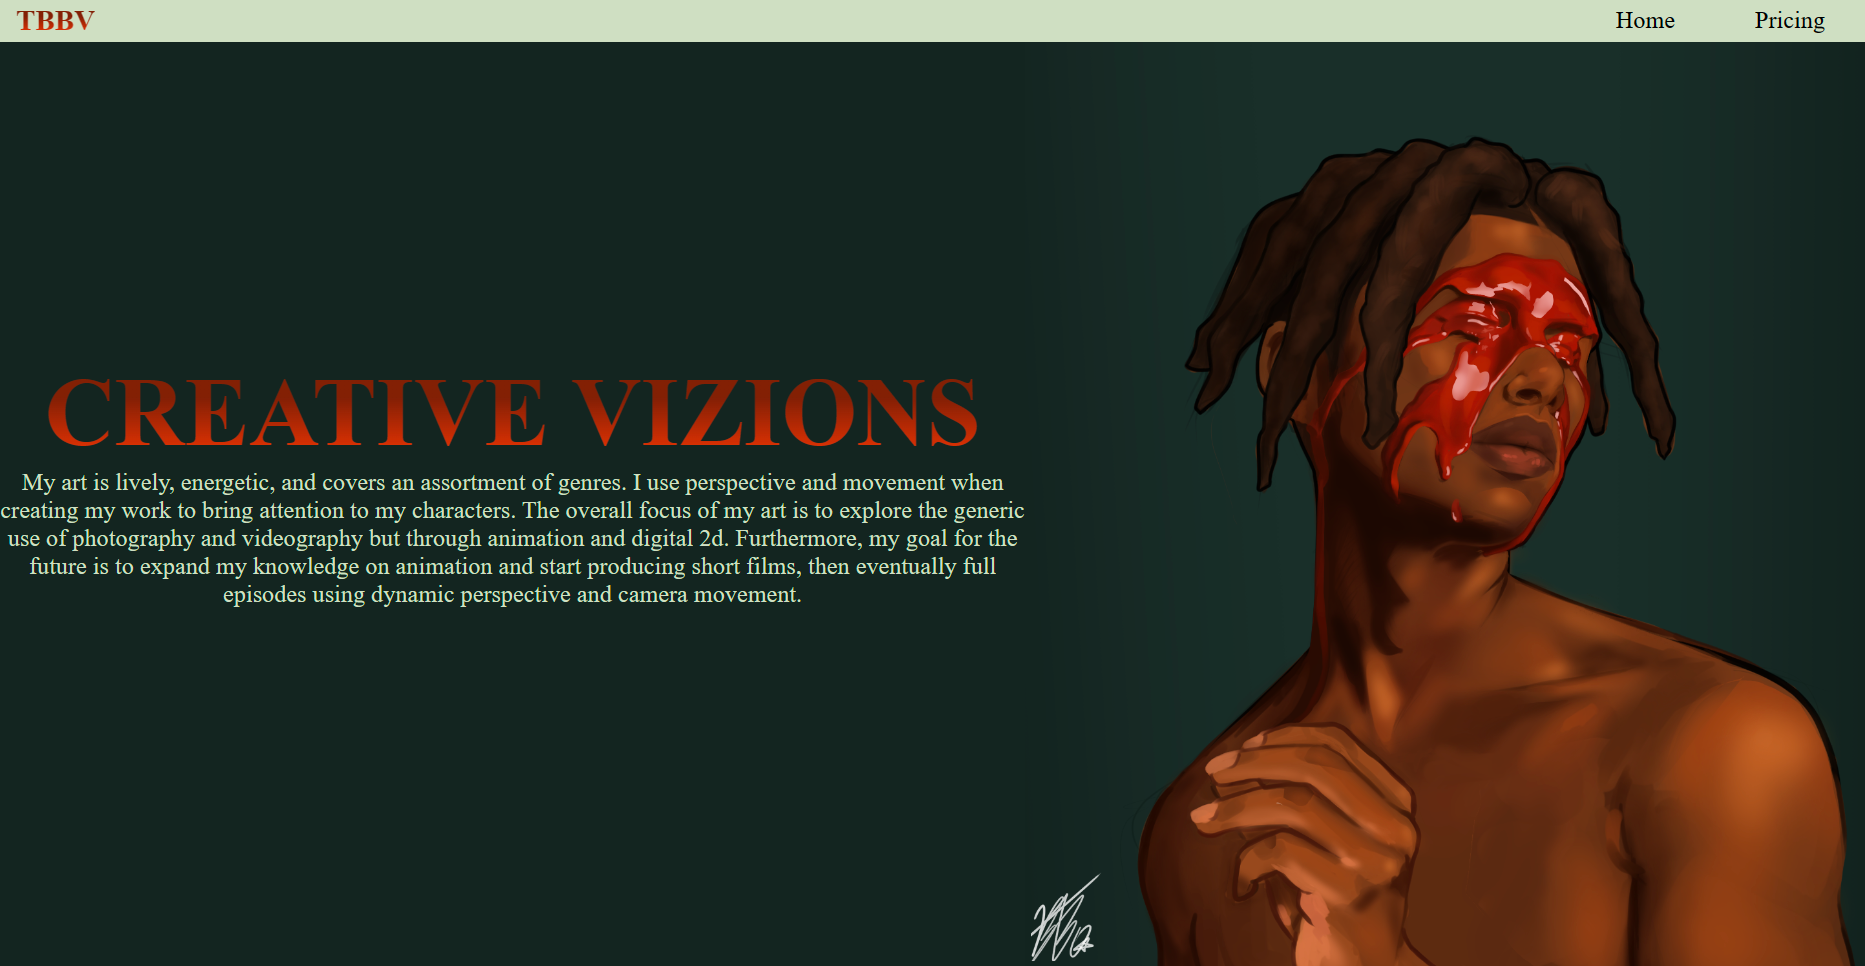 TBBV
Home
Pricing
CREATIVE VIZIONS
My art is lively, energetic, and covers an assortment of genres. I use perspective and movement when
creating my work to bring attention to my characters. The overall focus of my art is to explore the generic
use of photography and videography but through animation and digital 2d. Furthermore, my goal for the
future is to expand my knowledge on animation and start producing short films, then eventually full
episodes using dynamic perspective and camera movement.